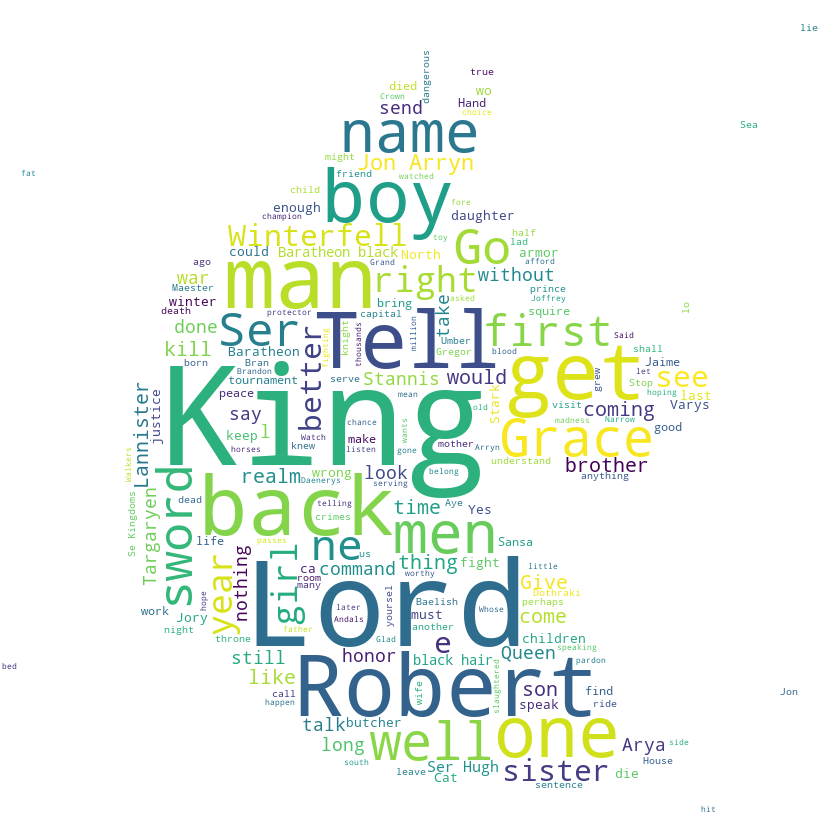 lie
dangerous
true
died
Crown
wo
send
Hand
choice
Sea
name
might
Jon Arryn
fat
friend
watched
child
boy
fore
enough
champion
daughter
toy
Winterfell
Go
half
lad
could
Baratheon
black
North
armor
ago
Grand
afford
war
man
right
without
Maester
bring
take
asked
prince
Joffrey
winter
death
protector
capital
squire
lo
done
Ser
Tell
first
Said
knight
thousands
million
Umber
shall
kill
Baratheon
fighting
better
Gregor
blood
Jaime
born
Bran
Brandon
Stop
let
tournament
serve
Stannis
would
get
grew
see
hoping
last
peace
King
mean
Stark
visit
coming
Varys
Lannister
justice
say
old
madness
Narrow
good
Watch
chance
wants
Grace
keep
l
make
mother
Arryn
horses
knew
listen
gone
understand
brother
Walkers
realm
wrong
look
belong
anything
Daenerys
serving
sword
dead
back
telling
time
Aye
Yes
Se Kingdoms
Targaryen
crimes
men
life
ne
us
Sansa
passes
thing
fight
year
nothing
girl
ca
command
worthy
little
room
many
Give
Dothraki
work
hope
Lord
later
yoursel
Baelish
Whose
perhaps
Jory
Andals
must
come
night
father
another
throne
Glad
e
children
still
honor
black hair
Queen
speaking
bed
pardon
like
call
Robert
wife
slaughtered
son
find
Jon
happen
speak
ride
talk
butcher
long
well
one
Arya
side
south
leave
Ser Hugh
Cat
sister
House
die
sentence
hit